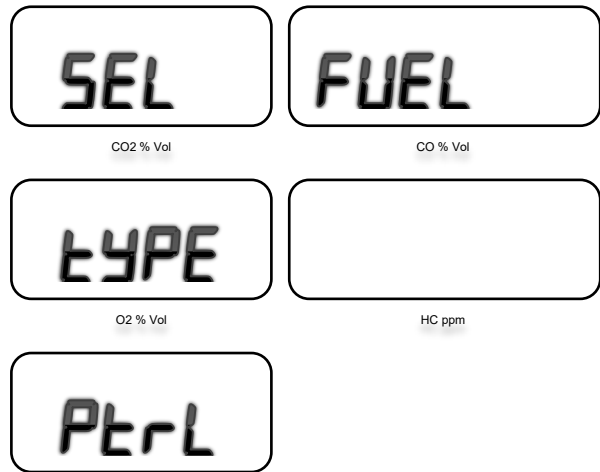 SEL FUEL
CO2 % Vol CO % Vol
tyPE
O2 % Vol HC ppm
PtrL